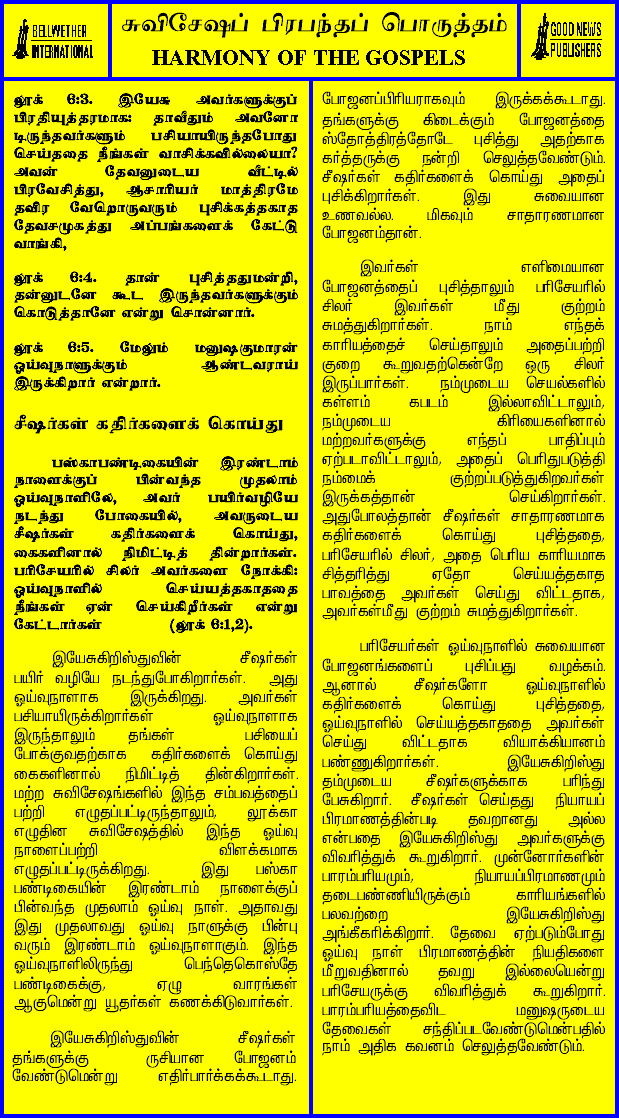 BELLWETHER
INTERNATIONAL
சுவிசேஷப் பிரபந்தப் பொருத்தம்
HARMONY OF THE GOSPELS
GOOD NEWS
PUBLISHERS
லூக் 6:3. இயேசு அவர்களுக்குப்
பிரதியுத்தரமாக: தாவீதும் அவனோ
டிருந்தவர்களும் பசியாயிருந்தபோது
செய்ததை நீங்கள் வாசிக்கவில்லையா?
அவன் தேவனுடைய வீட்டில்
பிரவேசித்து, ஆசாரியர் மாத்திரமே
தவிர வேறொருவரும் புசிக்கத்தகாத
தேவசமுகத்து அப்பங்களைக் கேட்டு
வாங்கி,
லூக் 6:4. தான் புசித்ததுமன்றி,
தன்னுடனே கூட இருந்தவர்களுக்கும்
கொடுத்தானே என்று சொன்னார்.
லூக் 6:5. மேலும் மனுஷகுமாரன்
ஓய்வுநாளுக்கும் ஆண்டவராய்
இருக்கிறார் என்றார்.
சீஷர்கள் கதிர்களைக் கொய்து
பஸ்காபண்டிகையின் இரண்டாம்
நாளைக்குப் பின்வந்த முதலாம்
ஓய்வுநாளிலே, அவர் பயிர்வழியே
நடந்து போகையில், அவருடைய
சீஷர்கள் கதிர்களைக் கொய்து,
கைகளினால் நிமிட்டித் தின்றார்கள்.
பரிசேயரில் சிலர் அவர்களை நோக்கி:
ஓய்வுநாளில் செய்யத்தகாததை
நீங்கள் ஏன் செய்கிறீர்கள் என்று
கேட்டார்கள் (லூக் 6:1,2).
இயேசுகிறிஸ்துவின் சீஷர்கள்
பயிர் வழியே நடந்துபோகிறார்கள். அது
ஓய்வுநாளாக இருக்கிறது. அவர்கள்
பசியாயிருக்கிறார்கள் ஓய்வுநாளாக
இருந்தாலும் தங்கள் பசியைப்
போக்குவதற்காக கதிர்களைக் கொய்து
கைகளினால் நிமிட்டித் தின்கிறார்கள்.
மற்ற சுவிசேஷங்களில் இந்த சம்பவத்தைப்
பற்றி எழுதப்பட்டிருந்தாலும், லூக்கா
எழுதின சுவிசேஷத்தில் இந்த ஓய்வு
நாளைப்பற்றி விளக்கமாக
எழுதப்பட்டிருக்கிறது. இது பஸ்கா
பண்டிகையின் இரண்டாம் நாளைக்குப்
பின்வந்த முதலாம் ஓய்வு நாள். அதாவது
இது முதலாவது ஓய்வு நாளுக்கு பின்பு
வரும் இரண்டாம் ஓய்வுநாளாகும். இந்த
ஓய்வுநாளிலிருந்து பெந்தெகொஸ்தே
பண்டிகைக்கு, ஏழு வாரங்கள்
ஆகுமென்று யூதர்கள் கணக்கிடுவார்கள்.
இயேசுகிறிஸ்துவின் சீஷர்கள்
தங்களுக்கு ருசியான போஜனம்
வேண்டுமென்று எதிர்பார்க்கக்கூடாது.
போஜனப்பிரியராகவும் இருக்கக்கூடாது.
தங்களுக்கு கிடைக்கும் போஜனத்தை
ஸ்தோத்திரத்தோடே புசித்து அதற்காக
கர்த்தருக்கு நன்றி செலுத்தவேண்டும்.
சீஷர்கள் கதிர்களைக் கொய்து அதைப்
புசிக்கிறார்கள். இது சுவையான
உணவல்ல. மிகவும் சாதாரணமான
போஜனம்தான்.
இவர்கள் எளிமையான
போஜனத்தைப் புசித்தாலும் பரிசேயரில்
சிலர் இவர்கள் மீது குற்றம்
சுமத்துகிறார்கள். நாம் எந்தக்
காரியத்தைச் செய்தாலும் அதைப்பற்றி
குறை கூறுவதற்கென்றே ஒரு சிலர்
இருப்பார்கள். நம்முடைய செயல்களில்
கள்ளம் கபடம் இல்லாவிட்டாலும்,
நம்முடைய கிரியைகளினால்
மற்றவர்களுக்கு எந்தப் பாதிப்பும்
ஏற்படாவிட்டாலும், அதைப் பெரிதுபடுத்தி
நம்மைக் குற்றப்படுத்துகிறவர்கள்
இருக்கத்தான் செய்கிறார்கள்.
அதுபோலத்தான் சீஷர்கள் சாதாரணமாக
கதிர்களைக் கொய்து புசித்ததை,
பரிசேயரில் சிலர், அதை பெரிய காரியமாக
சித்தரித்து ஏதோ செய்யத்தகாத
பாவத்தை அவர்கள் செய்து விட்டதாக,
அவர்கள்மீது குற்றம் சுமத்துகிறார்கள்.
பரிசேயர்கள் ஓய்வுநாளில் சுவையான
போஜனங்களைப் புசிப்பது வழக்கம்.
ஆனால் சீஷர்களோ ஓய்வுநாளில்
கதிர்களைக் கொய்து புசித்ததை,
ஓய்வுநாளில் செய்யத்தகாததை அவர்கள்
செய்து விட்டதாக வியாக்கியானம்
பண்ணுகிறார்கள். இயேசுகிறிஸ்து
தம்முடைய சீஷர்களுக்காக பரிந்து
பேசுகிறார். சீஷர்கள் செய்தது நியாயப்
பிரமாணத்தின்படி தவறானது அல்ல
என்பதை இயேசுகிறிஸ்து அவர்களுக்கு
விவரித்துக் கூறுகிறார். முன்னோர்களின்
பாரம்பரியமும், நியாயப்பிரமாணமும்
தடைபண்ணியிருக்கும் காரியங்களில்
பலவற்றை இயேசுகிறிஸ்து
அங்கீகரிக்கிறார். தேவை ஏற்படும்போது
ஓய்வு நாள் பிரமாணத்தின் நியதிகளை
மீறுவதினால் தவறு இல்லையென்று
பரிசேயருக்கு விவரித்துக் கூறுகிறார்.
பாரம்பரியத்தைவிட மனுஷருடைய
தேவைகள் சந்திப்படவேண்டுமென்பதில்
நாம் அதிக கவனம் செலுத்தவேண்டும்.